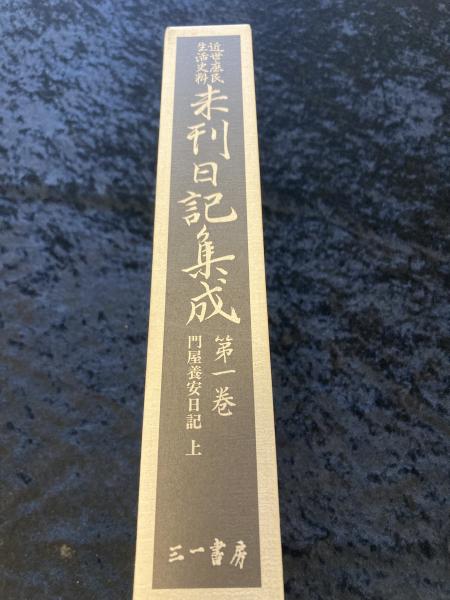 近世庶民
生活史料
未刊日記集成
第一巻
門屋養安日記 上
三一書房